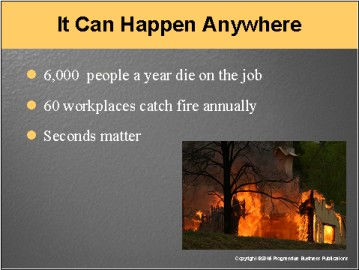 It Can Happen Anywhere
6,000 people a year die on the job
60 workplaces catch fire annually
Seconds matter
Copyright Progressive Business Publications